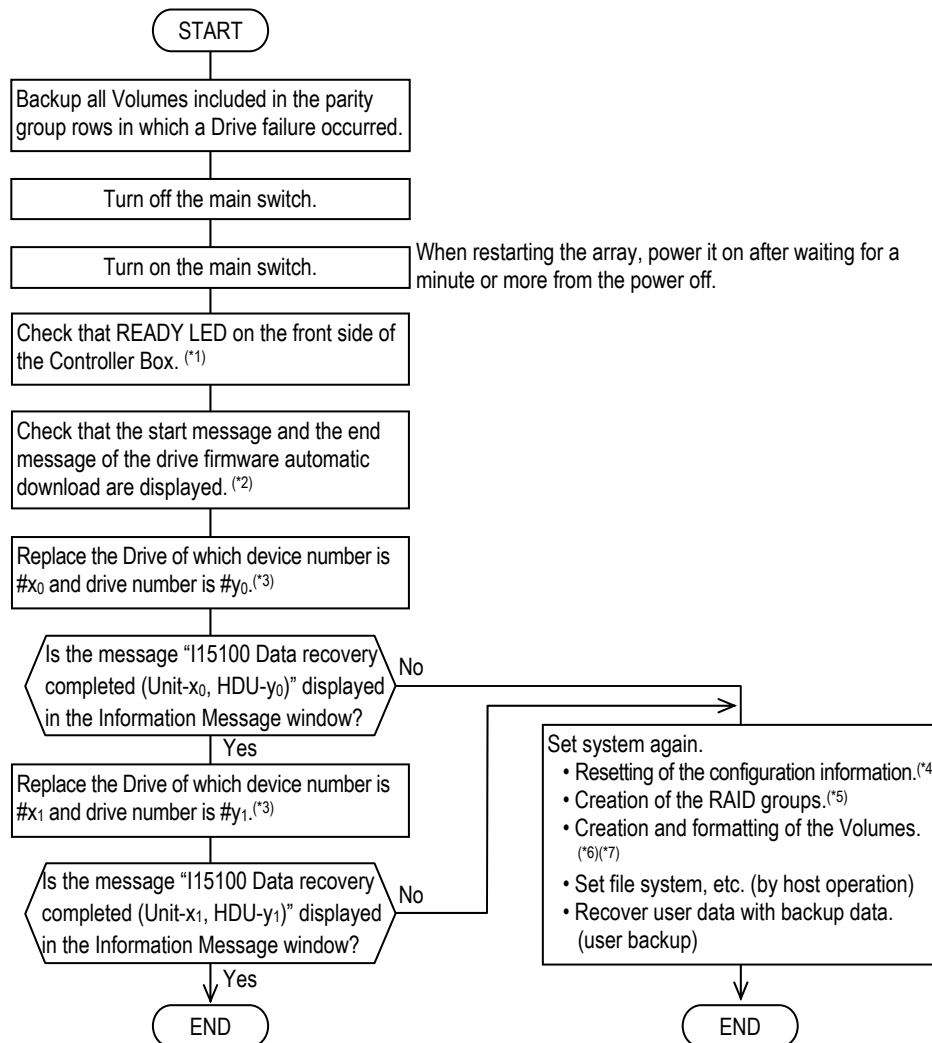 START
Backup all Volumes included in the parity
group rows in which a Drive failure occurred.
Turn off the main switch.
Turn on the main switch.
When restarting the array, power it on after waiting for a
minute or more from the power off.
Check that READY LED on the front side of
the Controller Box. (*1)
Check that the start message and the end
message of the drive firmware automatic
download are displayed. (*2)
Replace the Drive of which device number is
#x0 and drive number is #y0.(*3)
Is the message “I15100 Data recovery
completed (Unit-x0, HDU-y0)” displayed
in the Information Message window?
No
Yes
Replace the Drive of which device number is
#x1 and drive number is #y1.(*3)
Is the message “I15100 Data recovery
completed (Unit-x1, HDU-y1)” displayed
in the Information Message window?
No
Yes
END
Set system again.
• Resetting of the configuration information.(*4
• Creation of the RAID groups.(*5)
• Creation and formatting of the Volumes.
(*6)(*7)
• Set file system, etc. (by host operation)
• Recover user data with backup data.
(user backup)
END